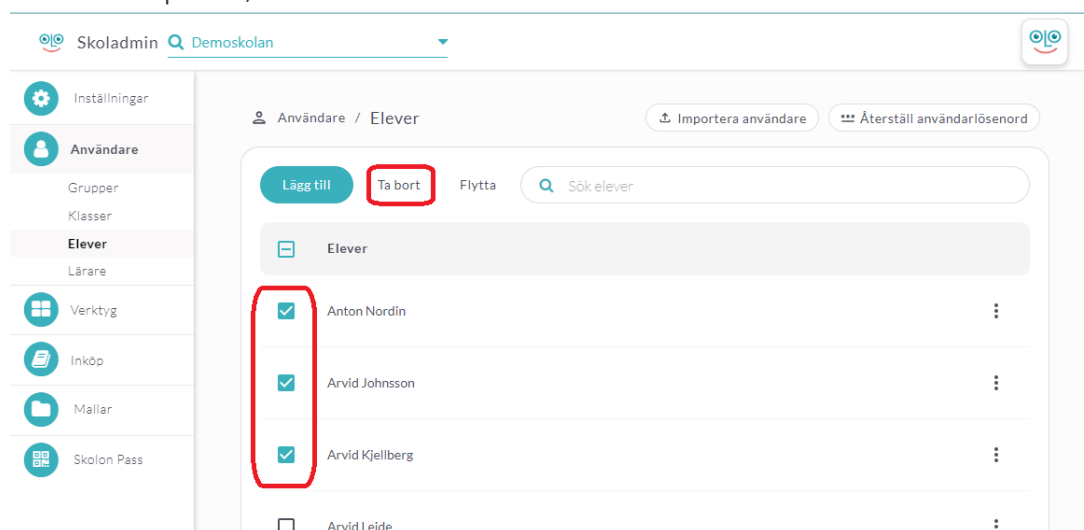 Skoladmin Demoskolan
Inställningar
Användare
Grupper
Klasser
Elever
Lärare
Verktyg
Inköp
Mallar
Skolon Pass
Användare / Elever
Importera användare
Återställ användarlösenord
Lägg till
Ta bort
Flytta
Sök elever
Elever
Anton Nordin
Arvid Johnsson
Arvid Kjellberg
Arvid Leide